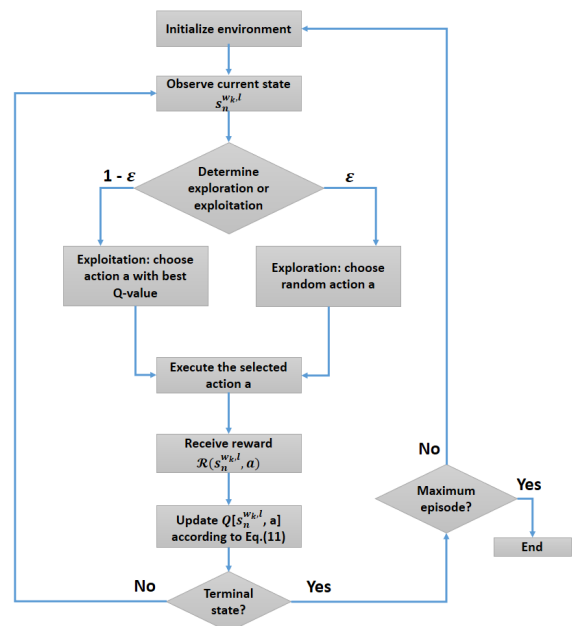 Initialize environment
Observe current state
$s_n^{w_k,l}$
Determine
exploration or
exploitation
1 - ε
ε
Exploitation: choose
action a with best
Q-value
Exploration: choose
random action a
Execute the selected
action a
Receive reward
$\mathcal{R}(s_n^{w_k,l}, a)$
Update $Q[s_n^{w_k,l}$, a]
according to Eq.(11)
Terminal
state?
No
Yes
Maximum
episode?
No
Yes
End